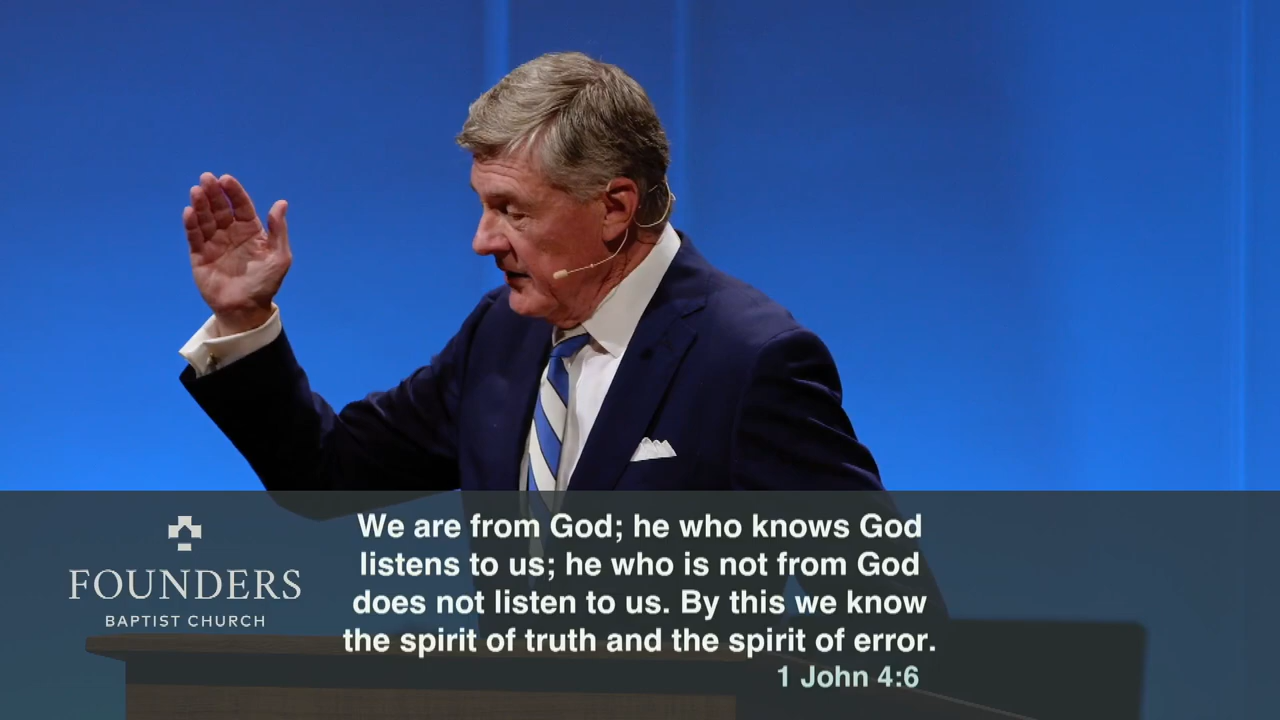 FOUNDERS
BAPTIST CHURCH
We are from God; he who knows God
listens to us; he who is not from God
does not listen to us. By this we know
the spirit of truth and the spirit of error.
1 John 4:6